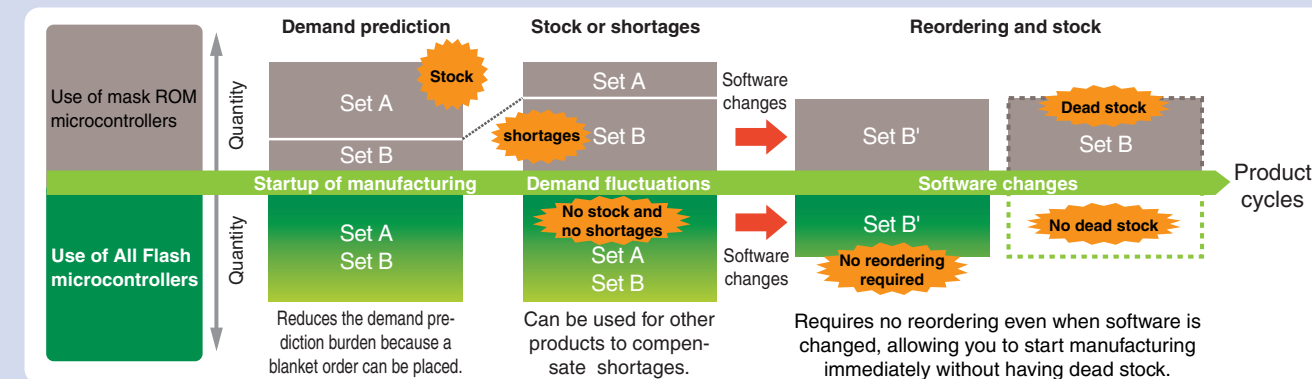 Demand prediction
Stock or shortages
Reordering and stock
Use of mask ROM
microcontrollers
Quantity
Set A
Stock
Set B
Set A
shortages
Set B
Software
changes
Set B'
Dead stock
Set B
Startup of manufacturing
Demand fluctuations
Software changes
Product
cycles
Use of All Flash
microcontrollers
Quantity
Set A
Set B
No stock and
no shortages
Set A
Set B
Software
changes
Set B'
No reordering
required
No dead stock
Reduces the demand pre-
diction burden because a
blanket order can be placed.
Can be used for other
products to compen-
sate shortages.
Requires no reordering even when software is
changed, allowing you to start manufacturing
immediately without having dead stock.